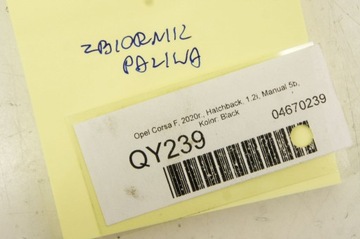 ZBIORNIK
PALIWA
Opel Corsa F, 2020r., Hatchback, 1.2i, Manual 5b,
Kolor: Black
QY239
04670239